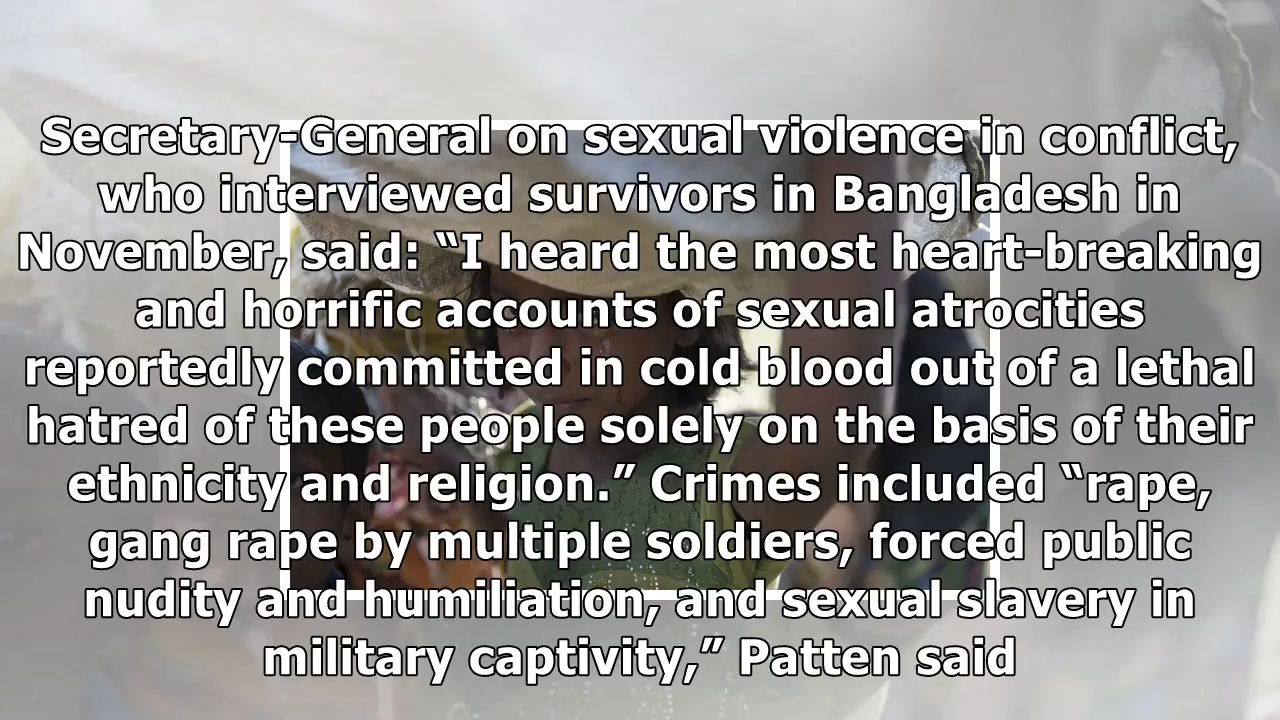 Secretary-General on sexual violence in conflict,
who interviewed survivors in Bangladesh in
November, said: “I heard the most heart-breaking
and horrific accounts of sexual atrocities
reportedly committed in cold blood out of a lethal
hatred of these people solely on the basis of their
ethnicity and religion.” Crimes included “rape,
gang rape by multiple soldiers, forced public
nudity and humiliation, and sexual slavery in
military captivity,” Patten said